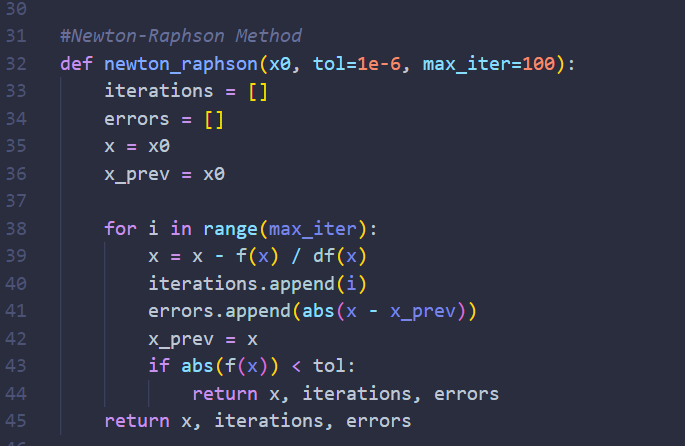 30
31 #Newton-Raphson Method
32 def newton_raphson(x0, tol=1e-6, max_iter=100):
33     iterations = []
34     errors = []
35     x = x0
36     x_prev = x0
37
38     for i in range(max_iter):
39         x = x - f(x) / df(x)
40         iterations.append(i)
41         errors.append(abs(x - x_prev))
42         x_prev = x
43         if abs(f(x)) < tol:
44             return x, iterations, errors
45     return x, iterations, errors